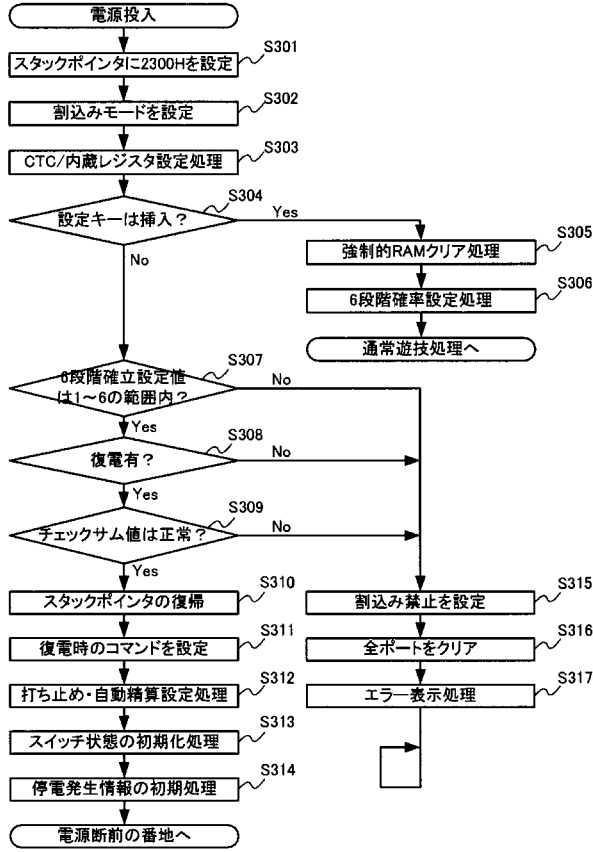 電源投入
S301
スタックポインタに2300Hを設定
S302
割込みモードを設定
S303
CTC/内蔵レジスタ設定処理
S304
設定キーは挿入？
Yes
No
S305
強制的RAMクリア処理
S306
6段階確率設定処理
通常遊技処理へ
S307
6段階確立設定値
は1～6の範囲内？
No
Yes
S308
復電有？
No
Yes
S309
チェックサム値は正常？
No
Yes
S310
スタックポインタの復帰
S311
復電時のコマンドを設定
S312
打ち止め・自動精算設定処理
S313
スイッチ状態の初期化処理
S314
停電発生情報の初期処理
電源断前の番地へ
S315
割込み禁止を設定
S316
全ポートをクリア
S317
エラー表示処理